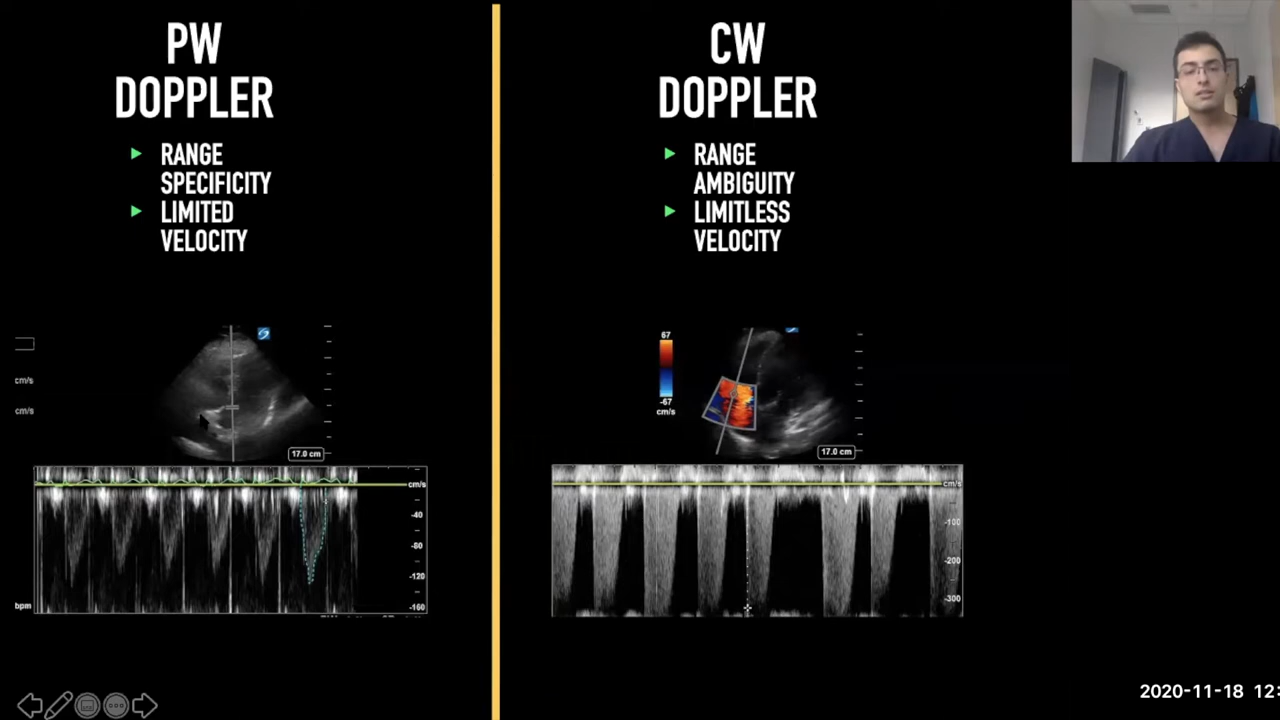 PW
DOPPLER
RANGE
SPECIFICITY
LIMITED
VELOCITY
cm/s
cm/s
17.0 cm
cm/s
-40
-80
-120
-160
bpm
CW
DOPPLER
RANGE
AMBIGUITY
LIMITLESS
VELOCITY
67
-67
cm/s
17.0 cm
cm/s
-100
-200
-300
2020-11-18 12: